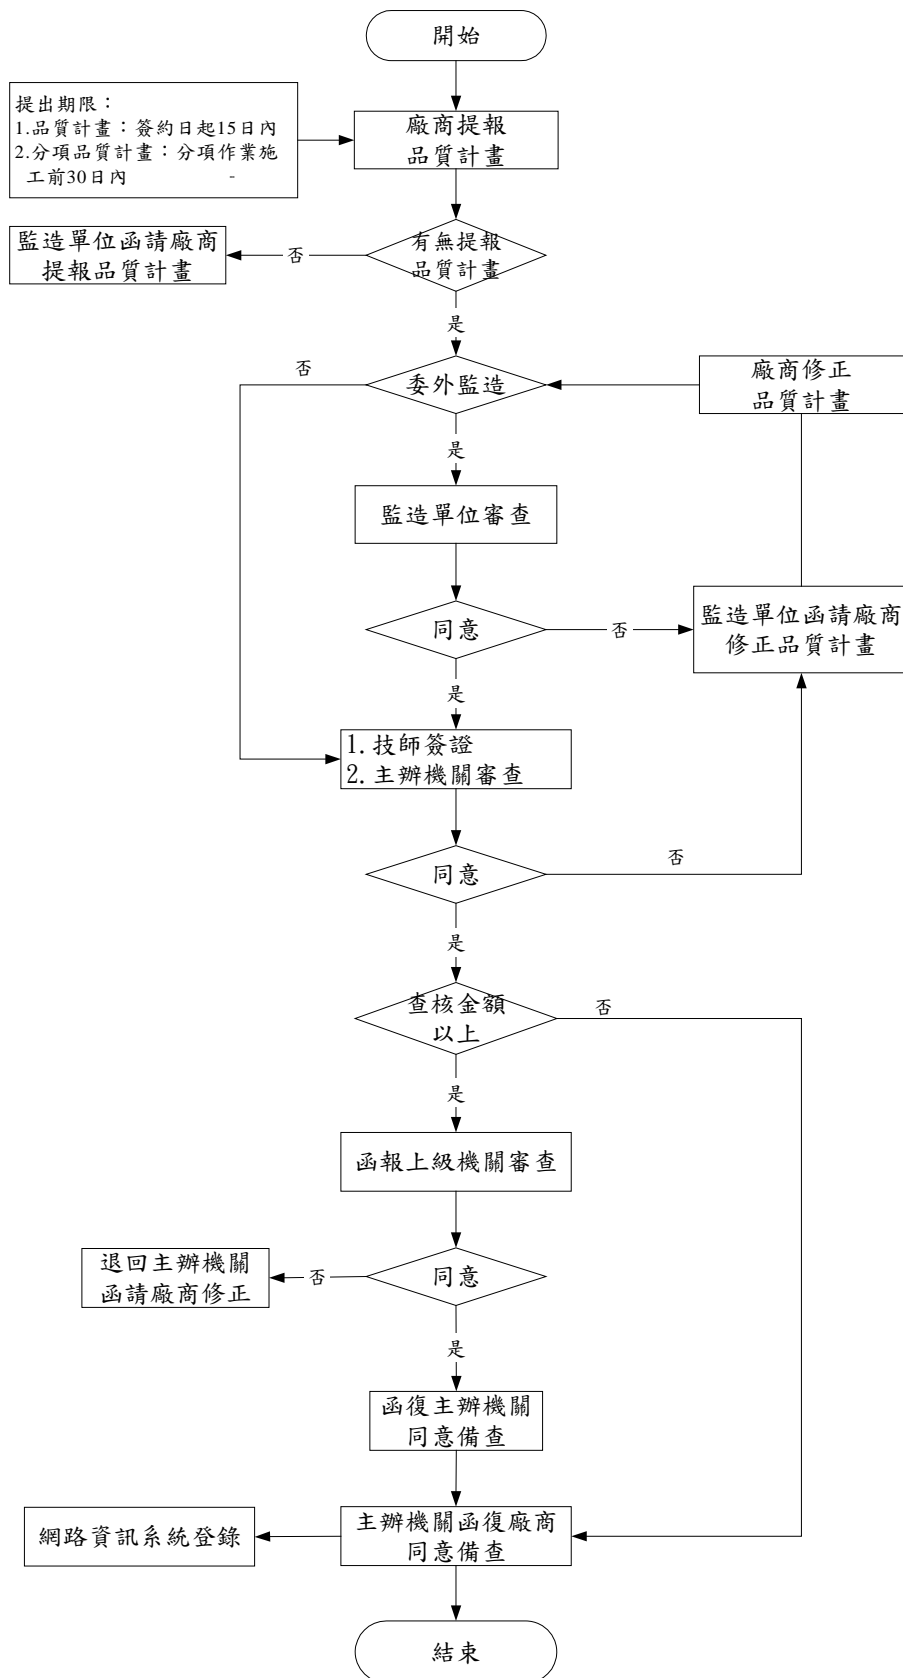 開始
提出期限：
1.品質計畫：簽約日起15日內
2.分項品質計畫：分項作業施
工前30日內 -
廠商提報
品質計畫
監造單位函請廠商
提報品質計畫
否
有無提報
品質計畫
是
否
委外監造
廠商修正
品質計畫
是
監造單位審查
同意
否
監造單位函請廠商
修正品質計畫
是
1.技師簽證
2.主辦機關審查
同意
否
是
查核金額
以上
否
是
函報上級機關審查
退回主辦機關
函請廠商修正
否
同意
是
函復主辦機關
同意備查
網路資訊系統登錄
主辦機關函復廠商
同意備查
結束